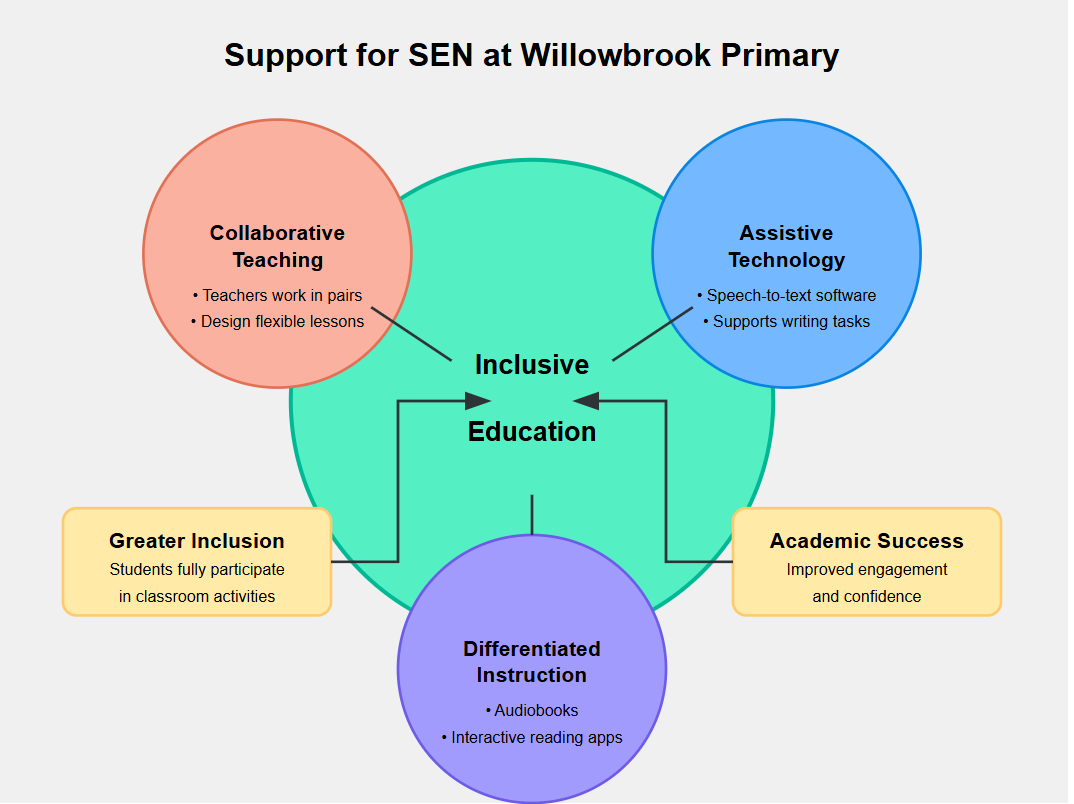 Support for SEN at Willowbrook Primary
Collaborative
Teaching
• Teachers work in pairs
• Design flexible lessons
Assistive
Technology
• Speech-to-text software
• Supports writing tasks
Inclusive
Education
Greater Inclusion
Students fully participate
in classroom activities
Academic Success
Improved engagement
and confidence
Differentiated
Instruction
• Audiobooks
• Interactive reading apps